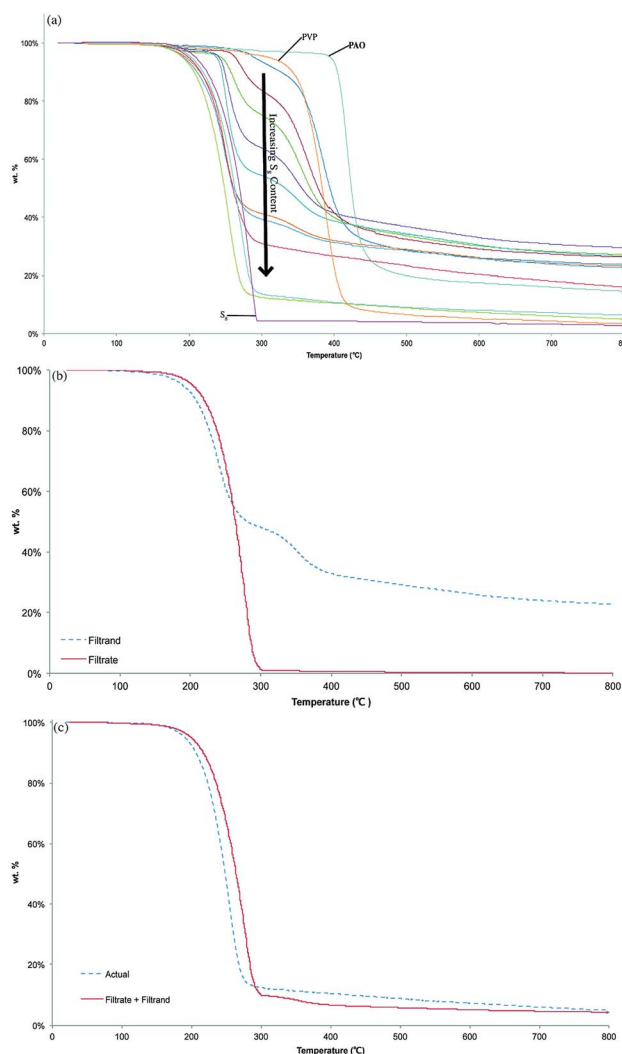 (a)
100%
80%
60%
40%
20%
0%
wt. %
PVP
PAO
Increasing S8 Content
S8
0 100 200 300 400 500 600 700 800
Temperature (℃)
(b)
100%
80%
60%
40%
20%
0%
wt. %
Filtrand
Filtrate
0 100 200 300 400 500 600 700 800
Temperature (℃ )
(c)
100%
80%
60%
40%
20%
0%
wt. %
Actual
Filtrate + Filtrand
0 100 200 300 400 500 600 700 800
Temperature (℃)